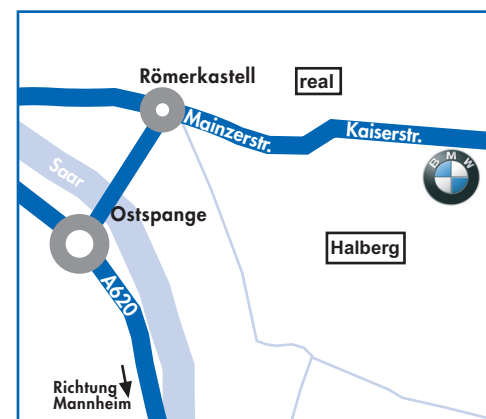 Römerkastell
real
Mainzerstr.
Kaiserstr.
BMW
Saar
Ostspange
Halberg
A620
Richtung
Mannheim